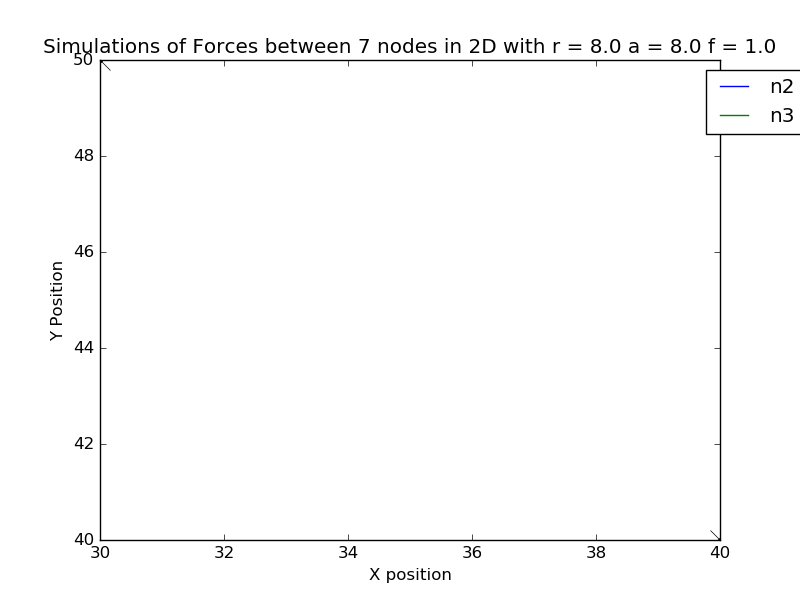 Simulations of Forces between 7 nodes in 2D with r = 8.0 a = 8.0 f = 1.0
n2
n3
50
48
46
44
42
40
Y Position
30 32 34 36 38 40
X position